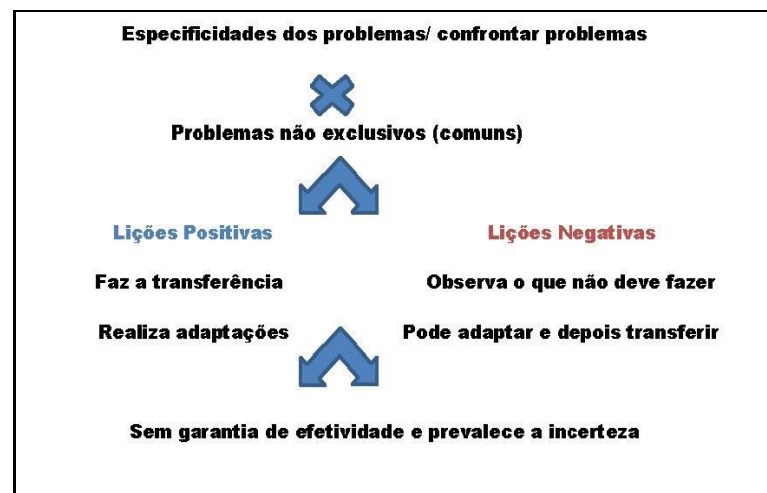 Especificidades dos problemas/ confrontar problemas
Problemas não exclusivos (comuns)
Lições Positivas
Lições Negativas
Faz a transferência
Observa o que não deve fazer
Realiza adaptações
Pode adaptar e depois transferir
Sem garantia de efetividade e prevalece a incerteza